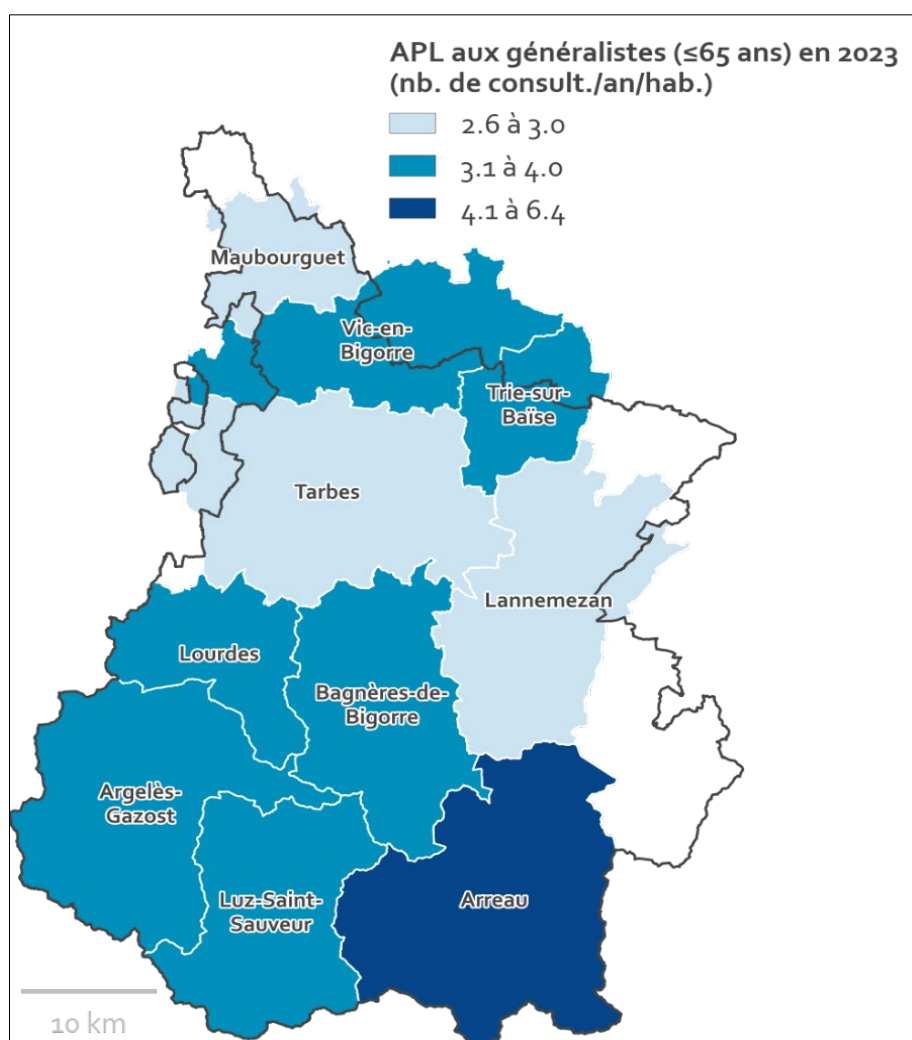 APL aux généralistes (≤65 ans) en 2023
(nb. de consult./an/hab.)
2.6 à 3.0
3.1 à 4.0
4.1 à 6.4
Maubourguet
Vic-en-
Bigorre
Trie-sur-
Baïse
Tarbes
Lannemezan
Lourdes
Bagnères-de-
Bigorre
Argelès-
Gazost
Luz-Saint-
Sauveur
Arreau
10 km